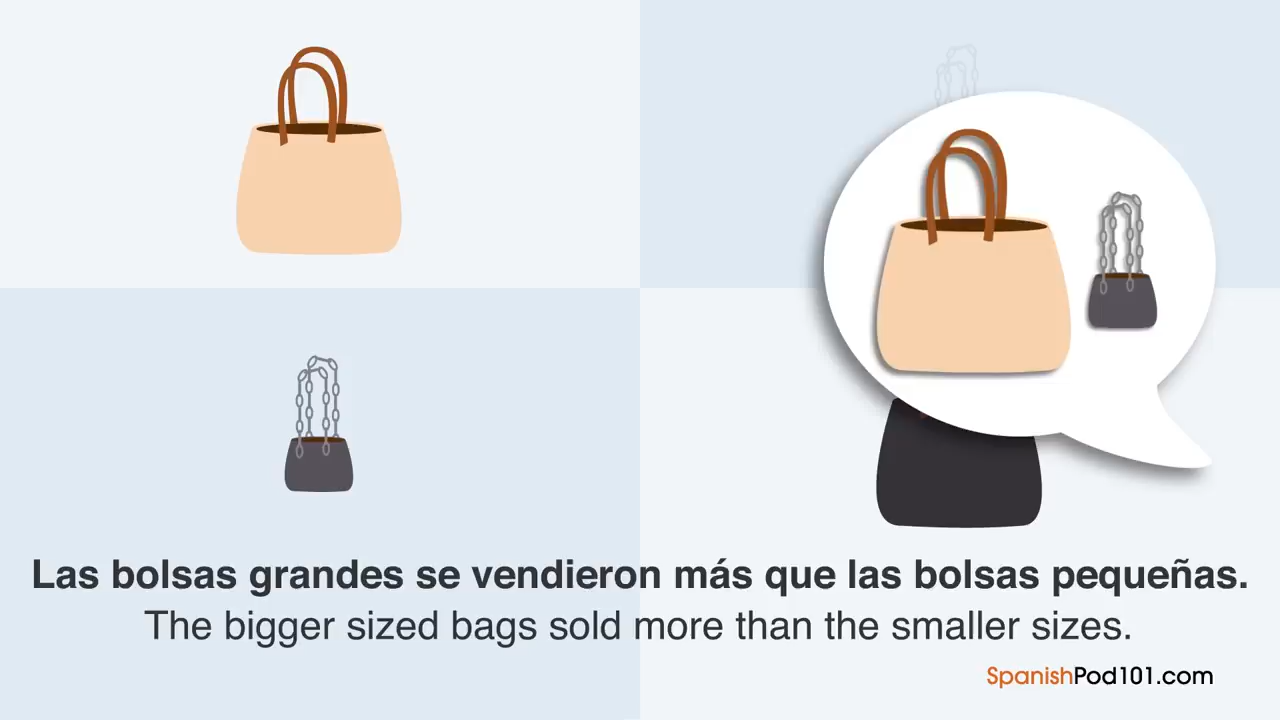 Las bolsas grandes se vendieron más que las bolsas pequeñas.
The bigger sized bags sold more than the smaller sizes.
SpanishPod101.com